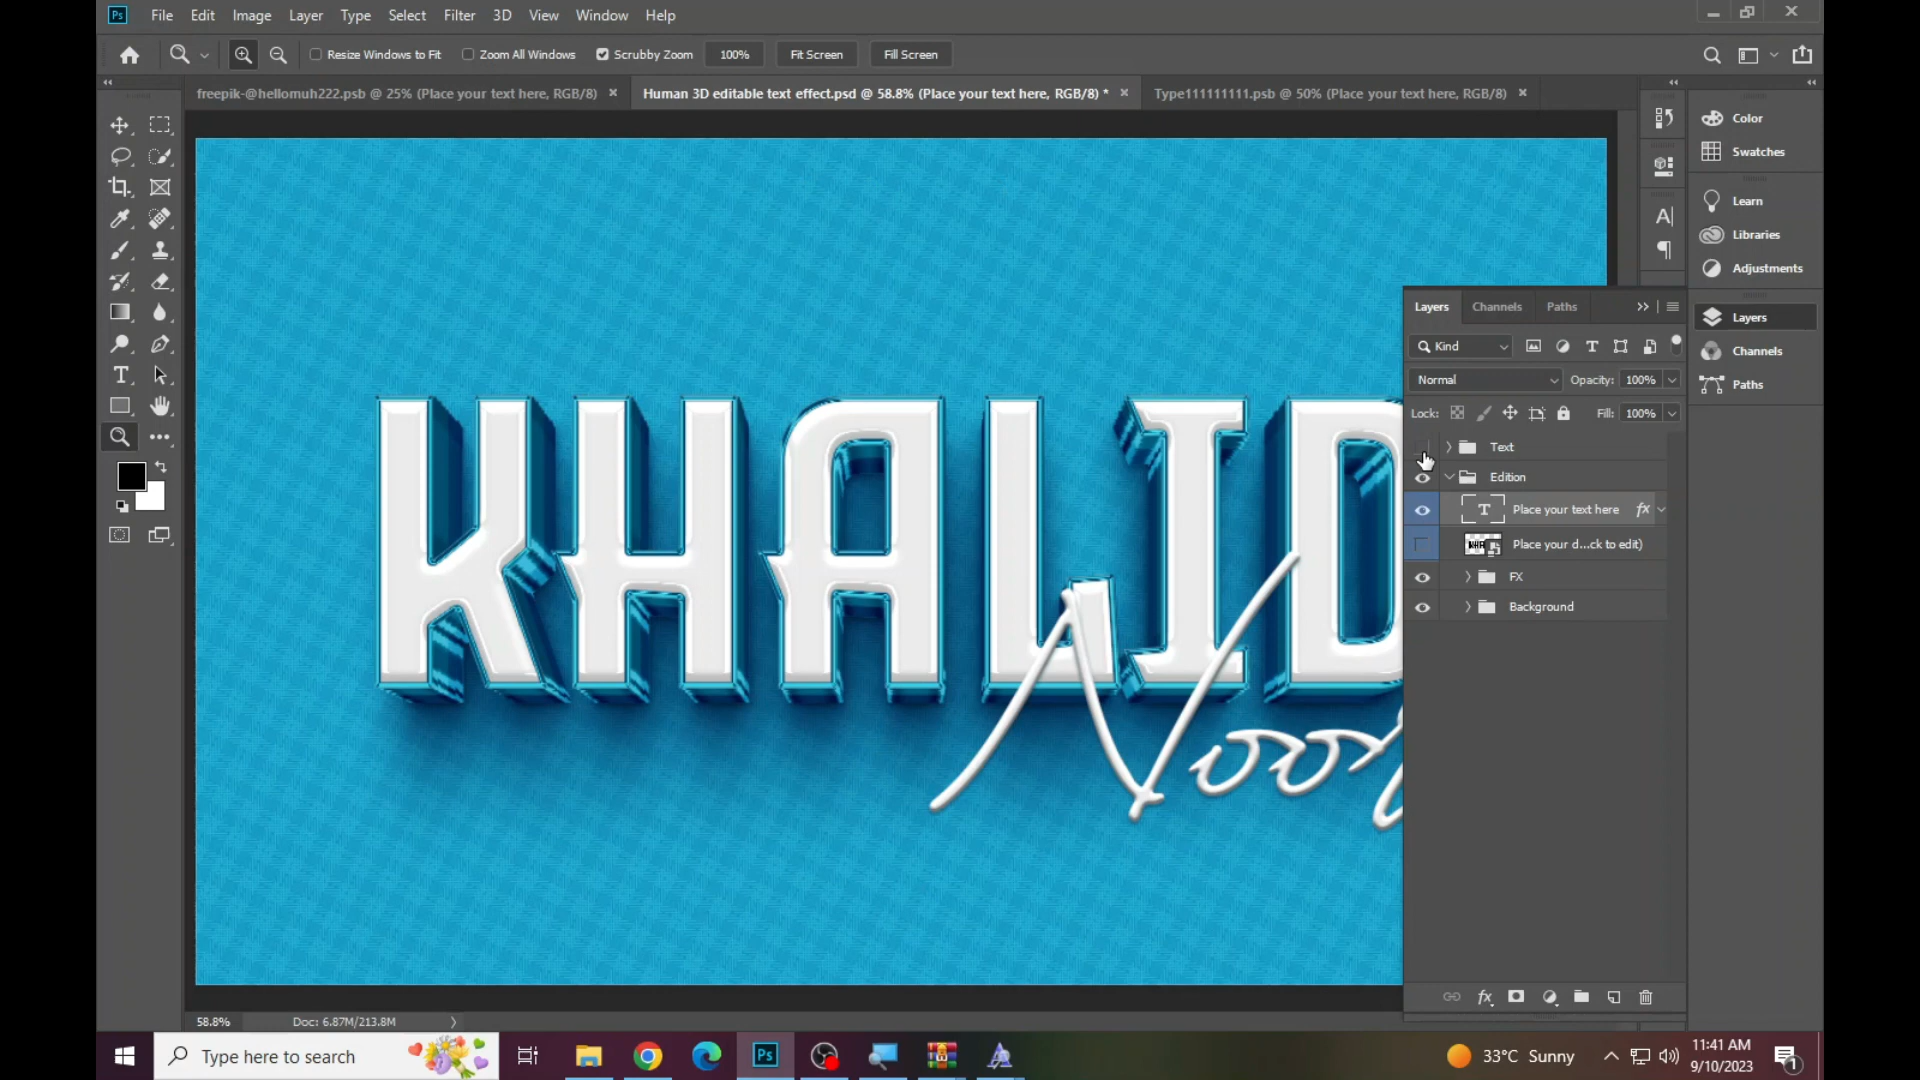 Ps File Edit Image Layer Type Select Filter 3D View Window Help
Resize Windows to Fit Zoom All Windows Scrubby Zoom 100% Fit Screen Fill Screen
freepik-@hellomuh222.psb @ 25% (Place your text here, RGB/8) Human 3D editable text effect.psd @ 58.8% (Place your text here, RGB/8) * Type111111111.psb @ 50% (Place your text here, RGB/8)
Color
Swatches
Learn
Libraries
Adjustments
Layers
Channels
Paths
Layers Channels Paths
Kind
Normal Opacity: 100%
Lock: Fill: 100%
Text
Edition
Place your text here fx
Place your d...ck to edit)
FX
Background
KHALID
58.8% Doc: 6.87M/213.8M
Type here to search
Ps
33°C Sunny
11:41 AM
9/10/2023
1